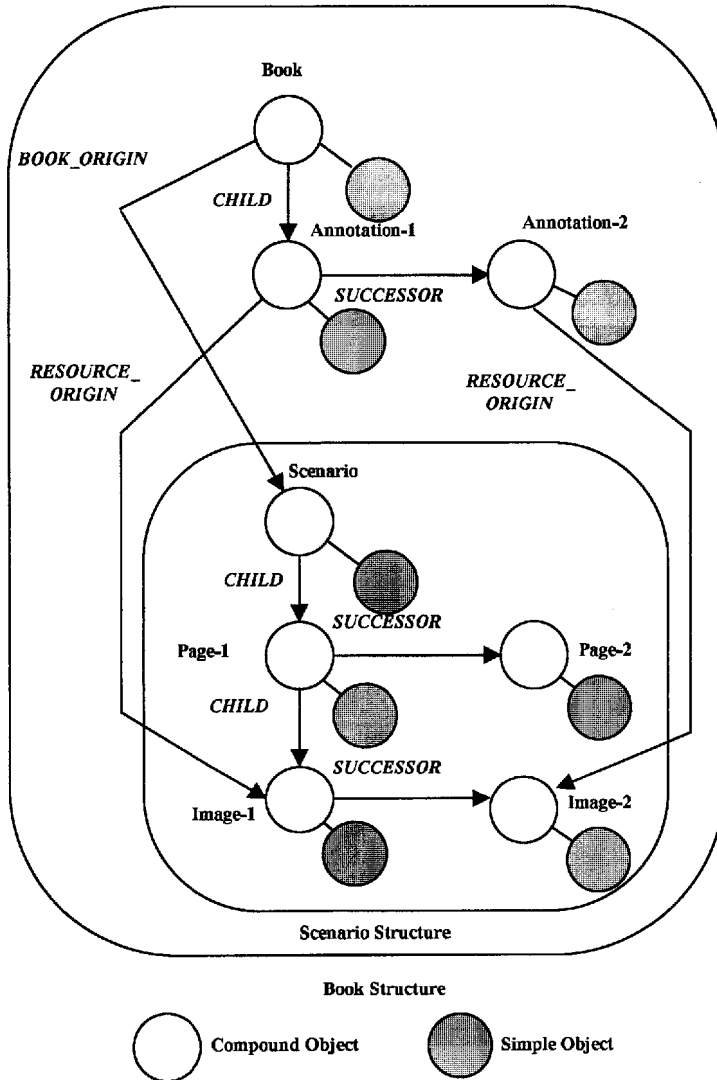 Book
BOOK_ORIGIN
CHILD
Annotation-1
Annotation-2
SUCCESSOR
RESOURCE_
ORIGIN
RESOURCE_
ORIGIN
Scenario
CHILD
SUCCESSOR
Page-1
Page-2
CHILD
SUCCESSOR
Image-1
Image-2
Scenario Structure
Book Structure
Compound Object
Simple Object